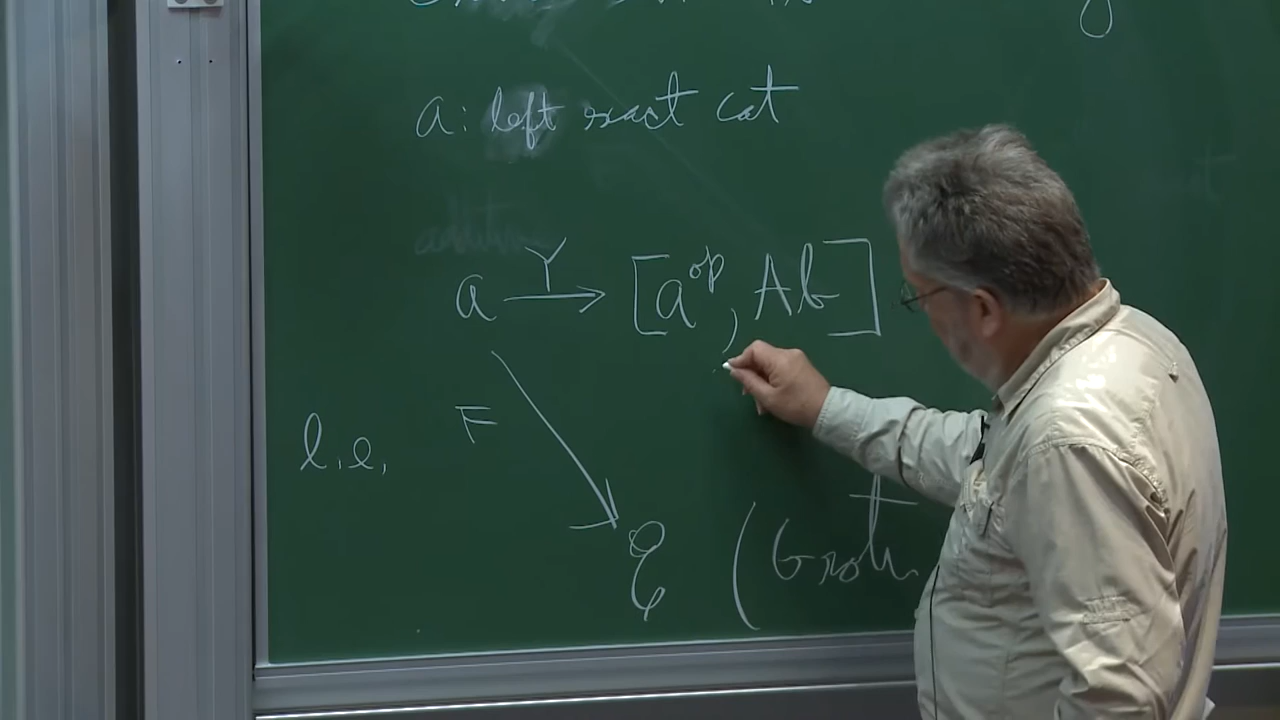 a: left exact cat
additive
a Y→ [a^op, Ab]
l.e. F
ℰ (Groth.